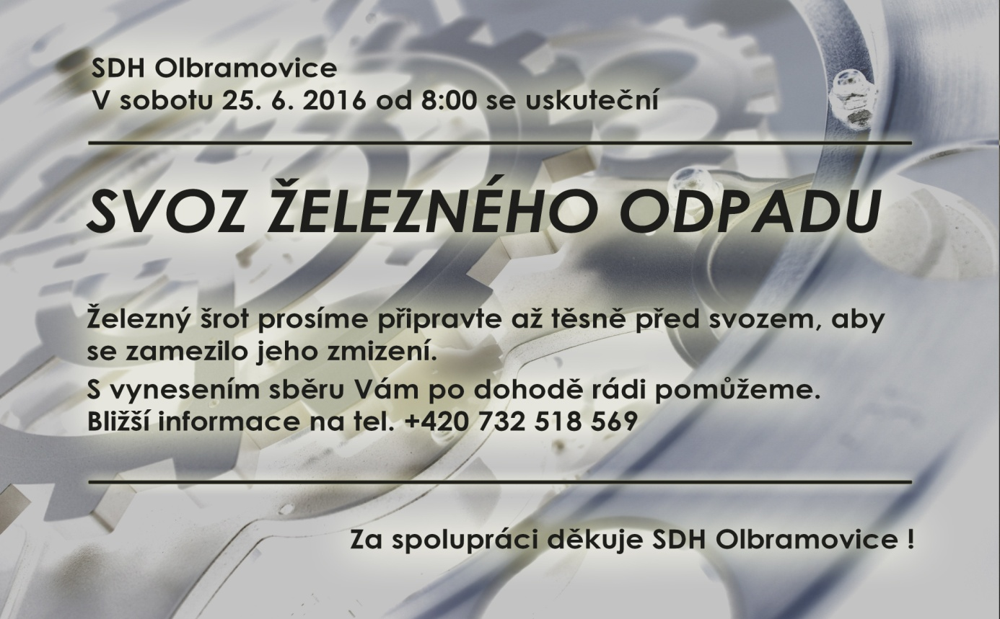 SDH Olbramovice
V sobotu 25. 6. 2016 od 8:00 se uskuteční
SVOZ ŽELEZNÉHO ODPADU
Železný šrot prosíme připravte až těsně před svozem, aby
se zamezilo jeho zmizení.
S vynesením sběru Vám po dohodě rádi pomůžeme.
Bližší informace na tel. +420 732 518 569
Za spolupráci děkuje SDH Olbramovice !